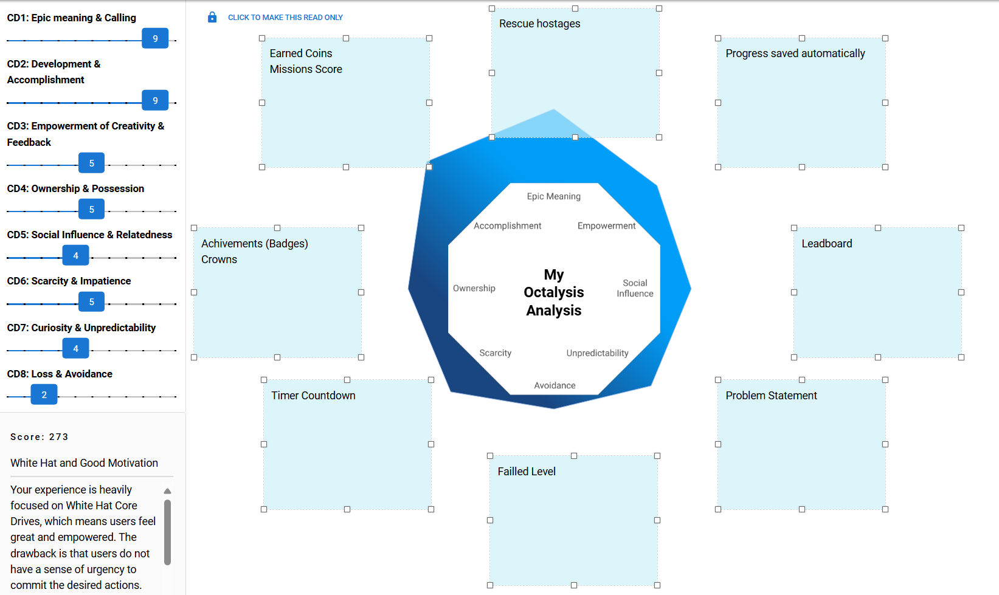 CD1: Epic meaning & Calling
9
CD2: Development &
Accomplishment
9
CD3: Empowerment of Creativity &
Feedback
5
CD4: Ownership & Possession
5
CD5: Social Influence & Relatedness
4
CD6: Scarcity & Impatience
5
CD7: Curiosity & Unpredictability
4
CD8: Loss & Avoidance
2
Score: 273
White Hat and Good Motivation
Your experience is heavily
focused on White Hat Core
Drives, which means users feel
great and empowered. The
drawback is that users do not
have a sense of urgency to
commit the desired actions.
CLICK TO MAKE THIS READ ONLY
Rescue hostages
Earned Coins
Missions Score
Progress saved automatically
Epic Meaning
Accomplishment
Empowerment
Achivements (Badges)
Crowns
Leadboard
My
Octalysis
Analysis
Ownership
Social
Influence
Scarcity
Unpredictability
Avoidance
Timer Countdown
Problem Statement
Failled Level